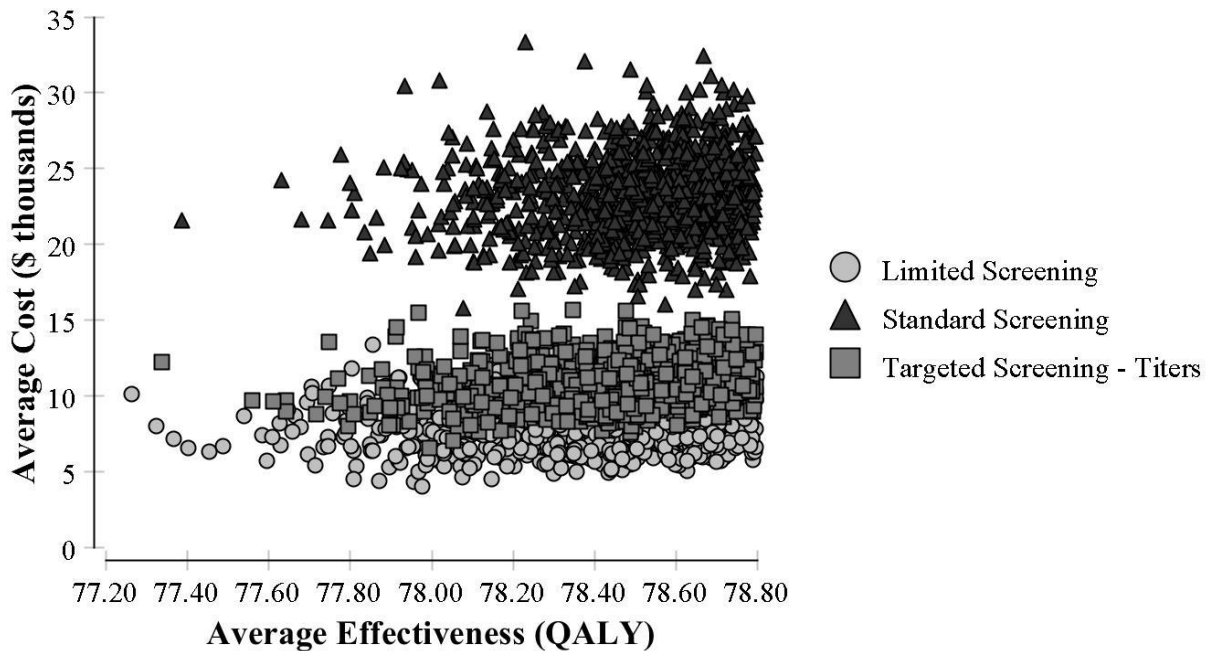 35
30
25
20
15
10
5
0
Average Cost ($ thousands)
77.20 77.40 77.60 77.80 78.00 78.20 78.40 78.60 78.80
Average Effectiveness (QALY)
Limited Screening
Standard Screening
Targeted Screening - Titers